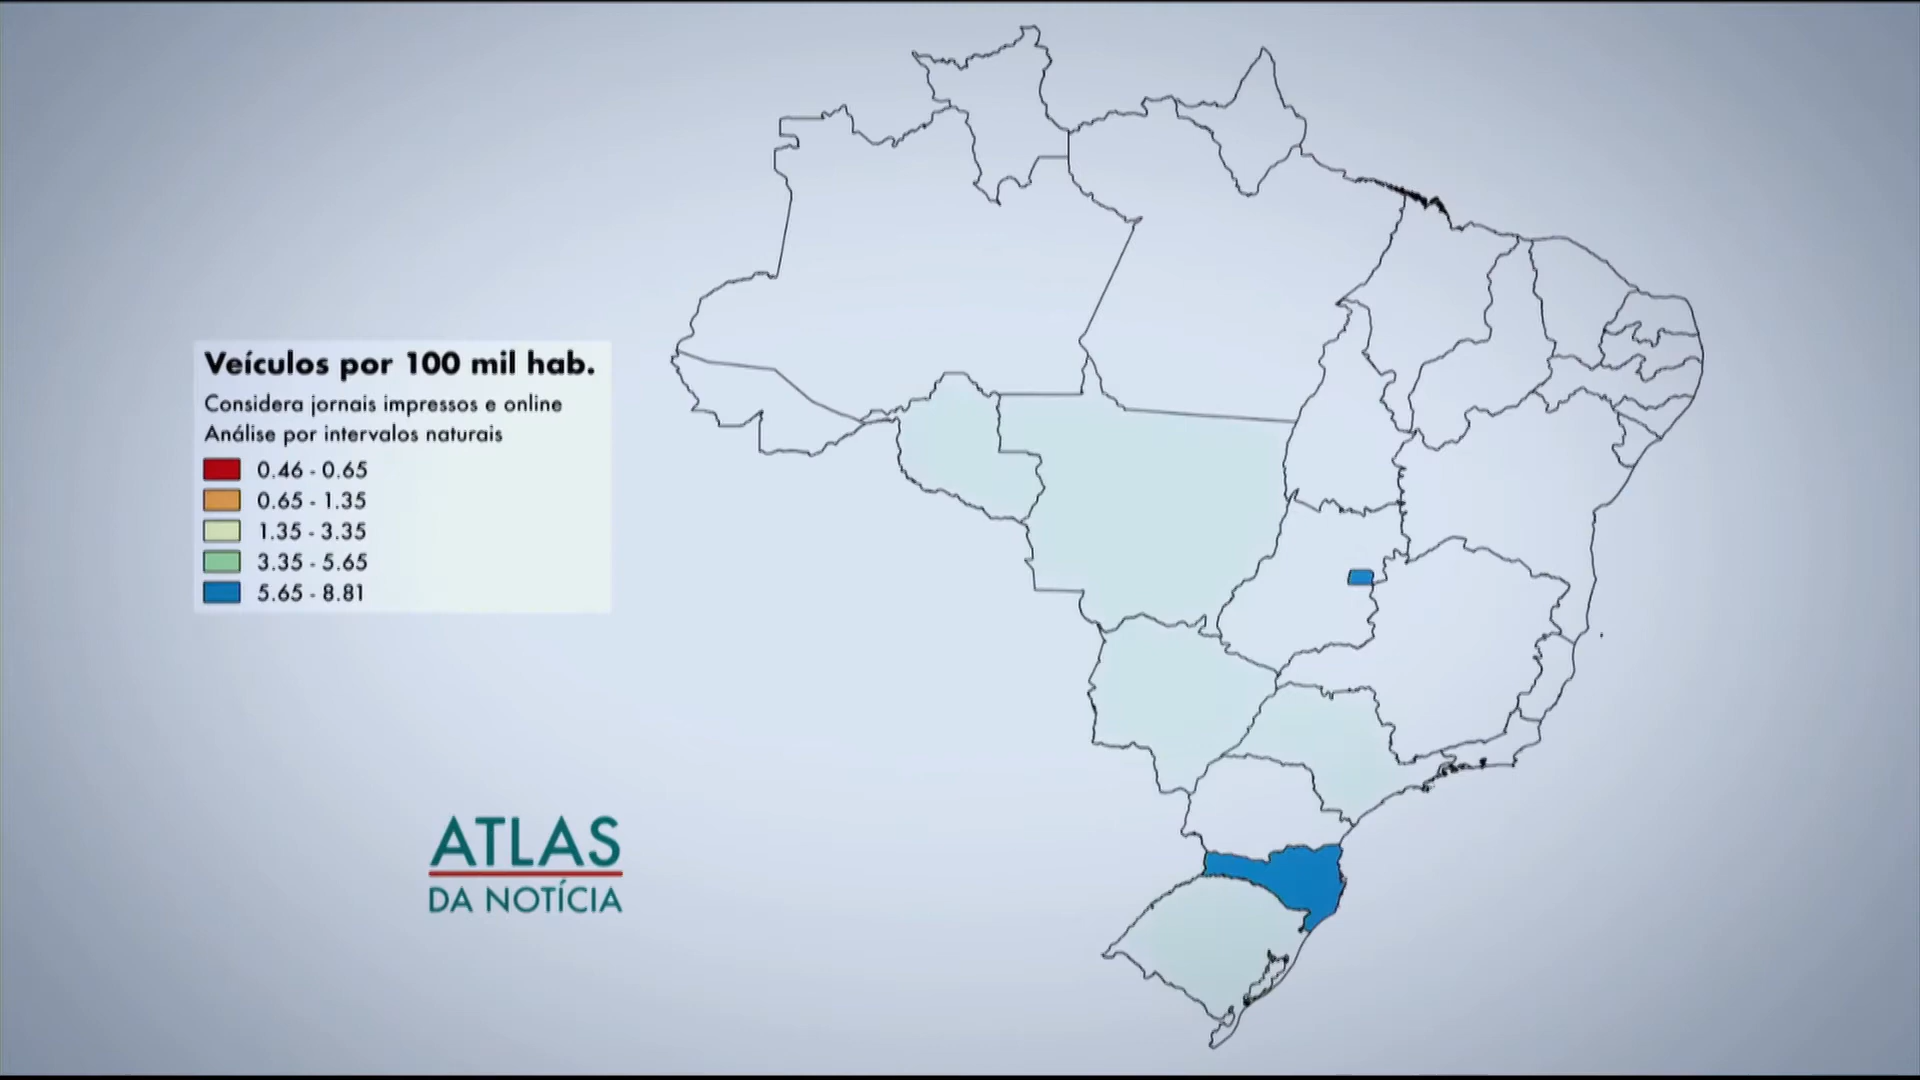 Veículos por 100 mil hab.
Considera jornais impressos e online
Análise por intervalos naturais
0.46 - 0.65
0.65 - 1.35
1.35 - 3.35
3.35 - 5.65
5.65 - 8.81
ATLAS
DA NOTÍCIA